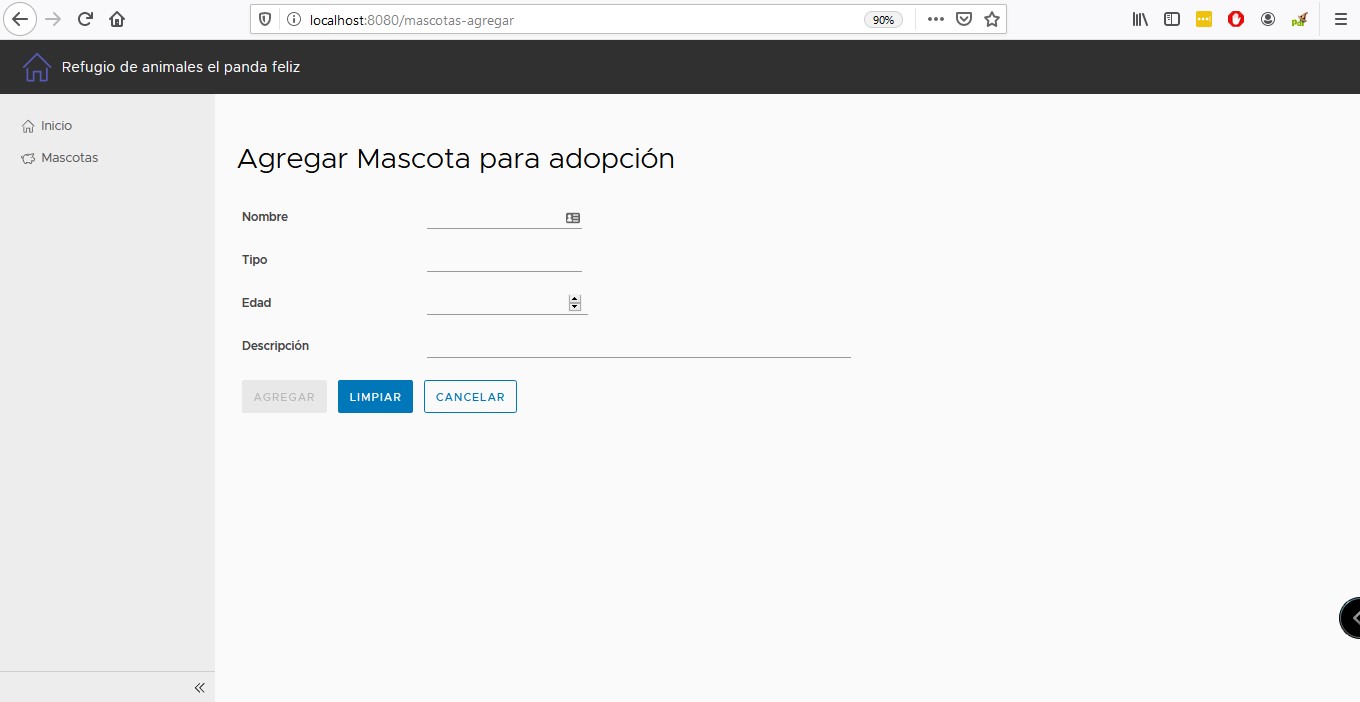 localhost:8080/mascotas-agregar 90%
Refugio de animales el panda feliz
Inicio
Mascotas
Agregar Mascota para adopción
Nombre
Tipo
Edad
Descripción
AGREGAR LIMPIAR CANCELAR